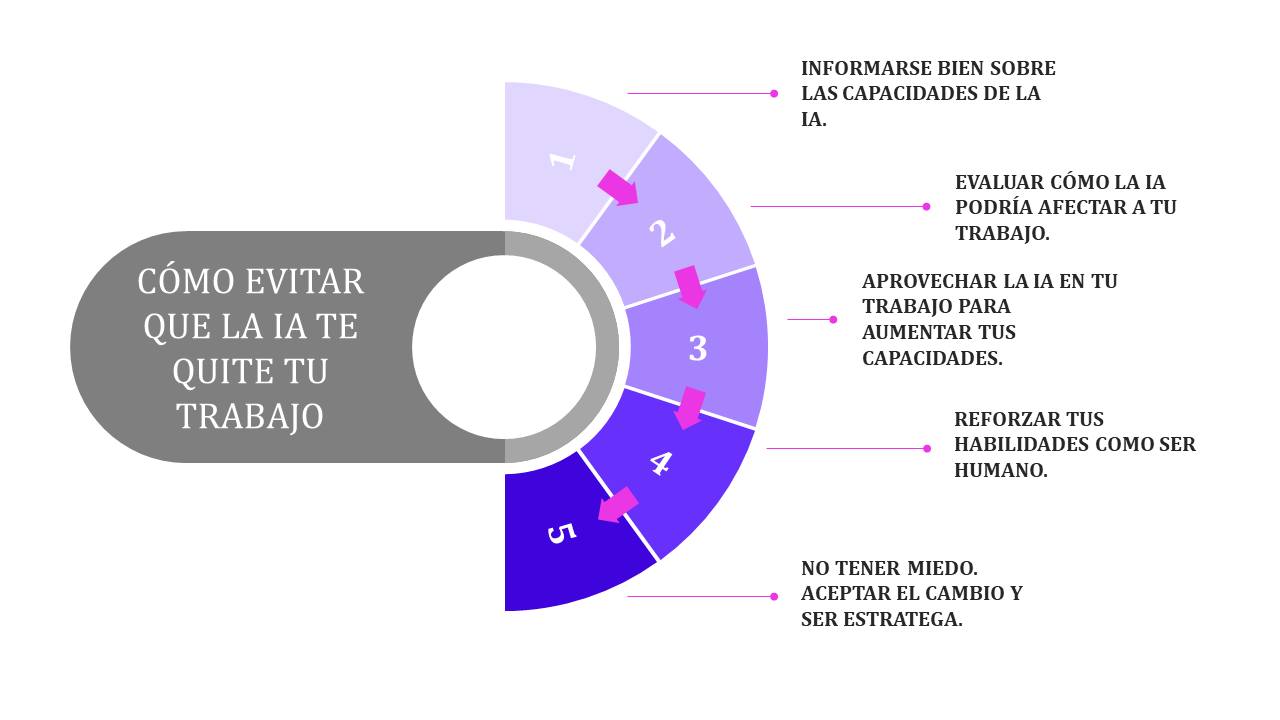 CÓMO EVITAR
QUE LA IA TE
QUITE TU
TRABAJO
1
INFORMARSE BIEN SOBRE
LAS CAPACIDADES DE LA
IA.
2
EVALUAR CÓMO LA IA
PODRÍA AFECTAR A TU
TRABAJO.
3
APROVECHAR LA IA EN TU
TRABAJO PARA
AUMENTAR TUS
CAPACIDADES.
4
REFORZAR TUS
HABILIDADES COMO SER
HUMANO.
5
NO TENER MIEDO.
ACEPTAR EL CAMBIO Y
SER ESTRATEGA.